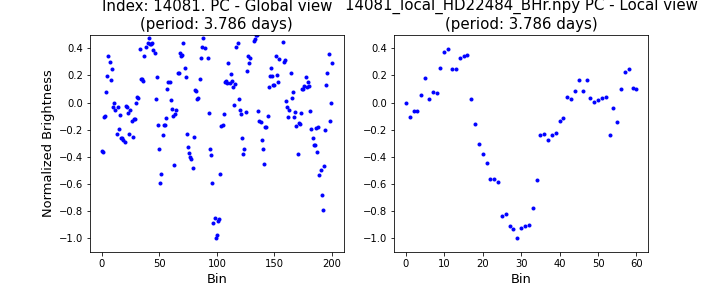 Index: 14081. PC - Global view
(period: 3.786 days)
14081_local_HD22484_BHr.npy PC - Local view
(period: 3.786 days)
Normalized Brightness
0.4
0.2
0.0
−0.2
−0.4
−0.6
−0.8
−1.0
0 50 100 150 200
Bin
0.4
0.2
0.0
−0.2
−0.4
−0.6
−0.8
−1.0
0 10 20 30 40 50 60
Bin